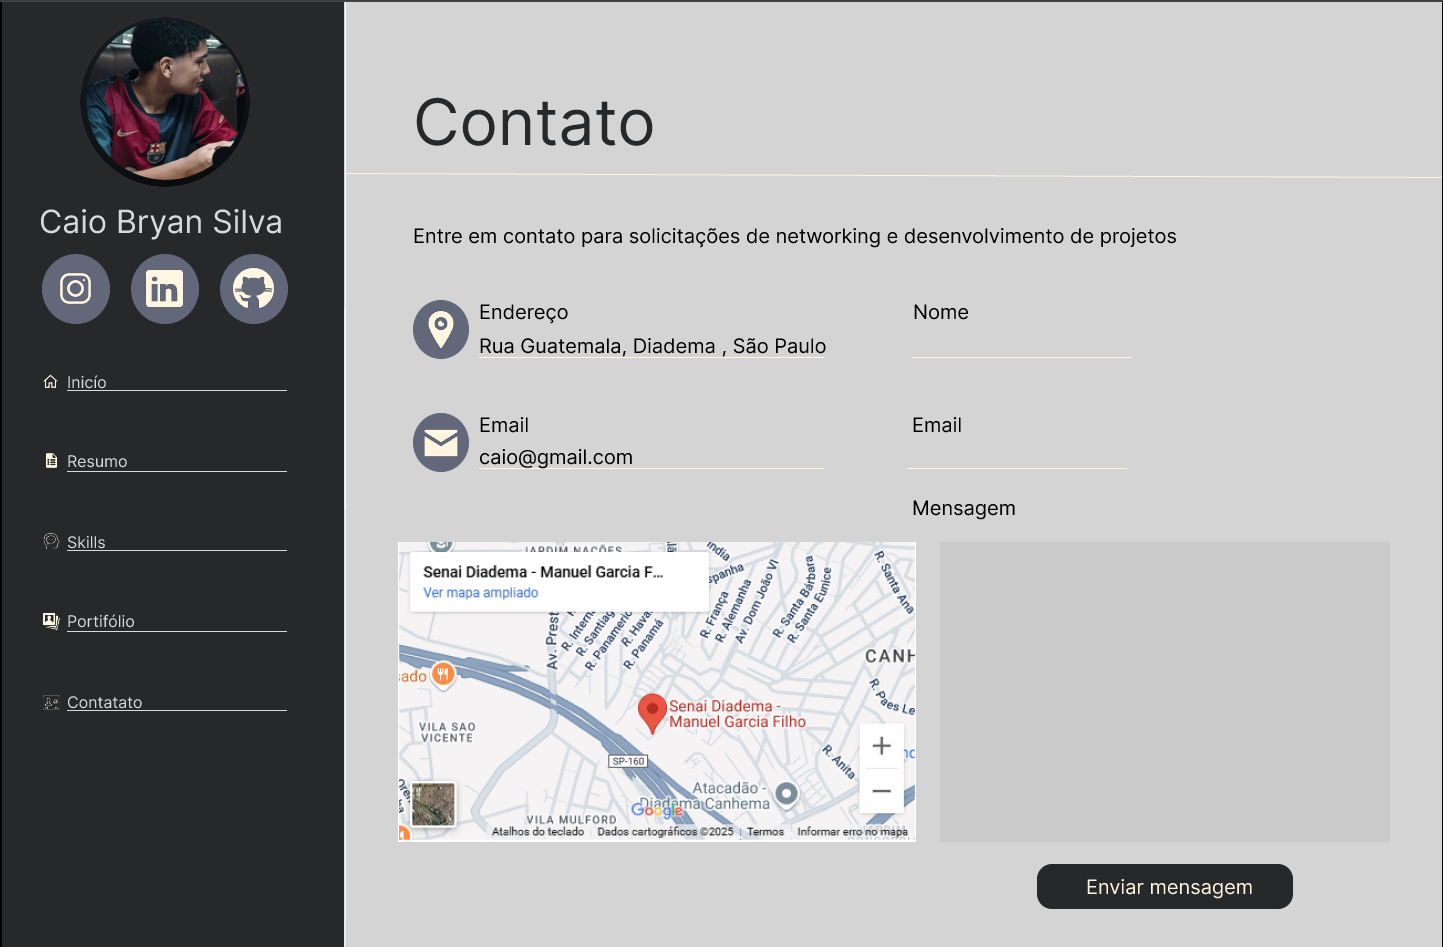 Caio Bryan Silva
Inicío
Resumo
Skills
Portifólio
Contatato
Contato
Entre em contato para solicitações de networking e desenvolvimento de projetos
Endereço
Rua Guatemala, Diadema , São Paulo
Email
caio@gmail.com
Nome
Email
Mensagem
JARDIM NAÇÕES
Senai Diadema - Manuel Garcia F...
Ver mapa ampliado
Av. Prest
R. Interna
R. Santiag
R. Panameric
R. Hava
R. Panamá
R. França
R. Alemanha
Av. Dom João VI
R. Santa Bárbara
R. Santa Eunice
R. Santa Ana
CANH
R. Paes Le
Senai Diadema -
Manuel Garcia Filho
VILA SAO
VICENTE
SP-160
R. Anita
Atacadão -
Diadema Canhema
Google
VILA MULFORD
Atalhos do teclado
Dados cartográficos ©2025
Termos
Informar erro no mapa
Enviar mensagem